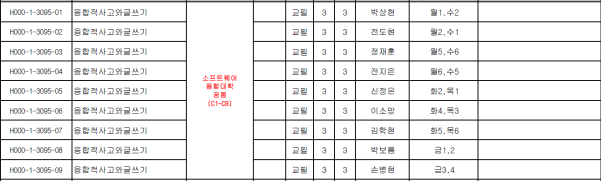 H000-1-3095-01 융합적사고와글쓰기 교필 3 3 박상현 월1,수2
H000-1-3095-02 융합적사고와글쓰기 교필 3 3 전도현 월2,수1
H000-1-3095-03 융합적사고와글쓰기 교필 3 3 정재훈 월5,수6
H000-1-3095-04 융합적사고와글쓰기 교필 3 3 전지은 월6,수5
소프트웨어
융합대학
공통
(C1-C9)
H000-1-3095-05 융합적사고와글쓰기 교필 3 3 신정은 화2,목1
H000-1-3095-06 융합적사고와글쓰기 교필 3 3 이소망 화4,목3
H000-1-3095-07 융합적사고와글쓰기 교필 3 3 김학현 화5,목6
H000-1-3095-08 융합적사고와글쓰기 교필 3 3 박보름 금1,2
H000-1-3095-09 융합적사고와글쓰기 교필 3 3 손병현 금3,4